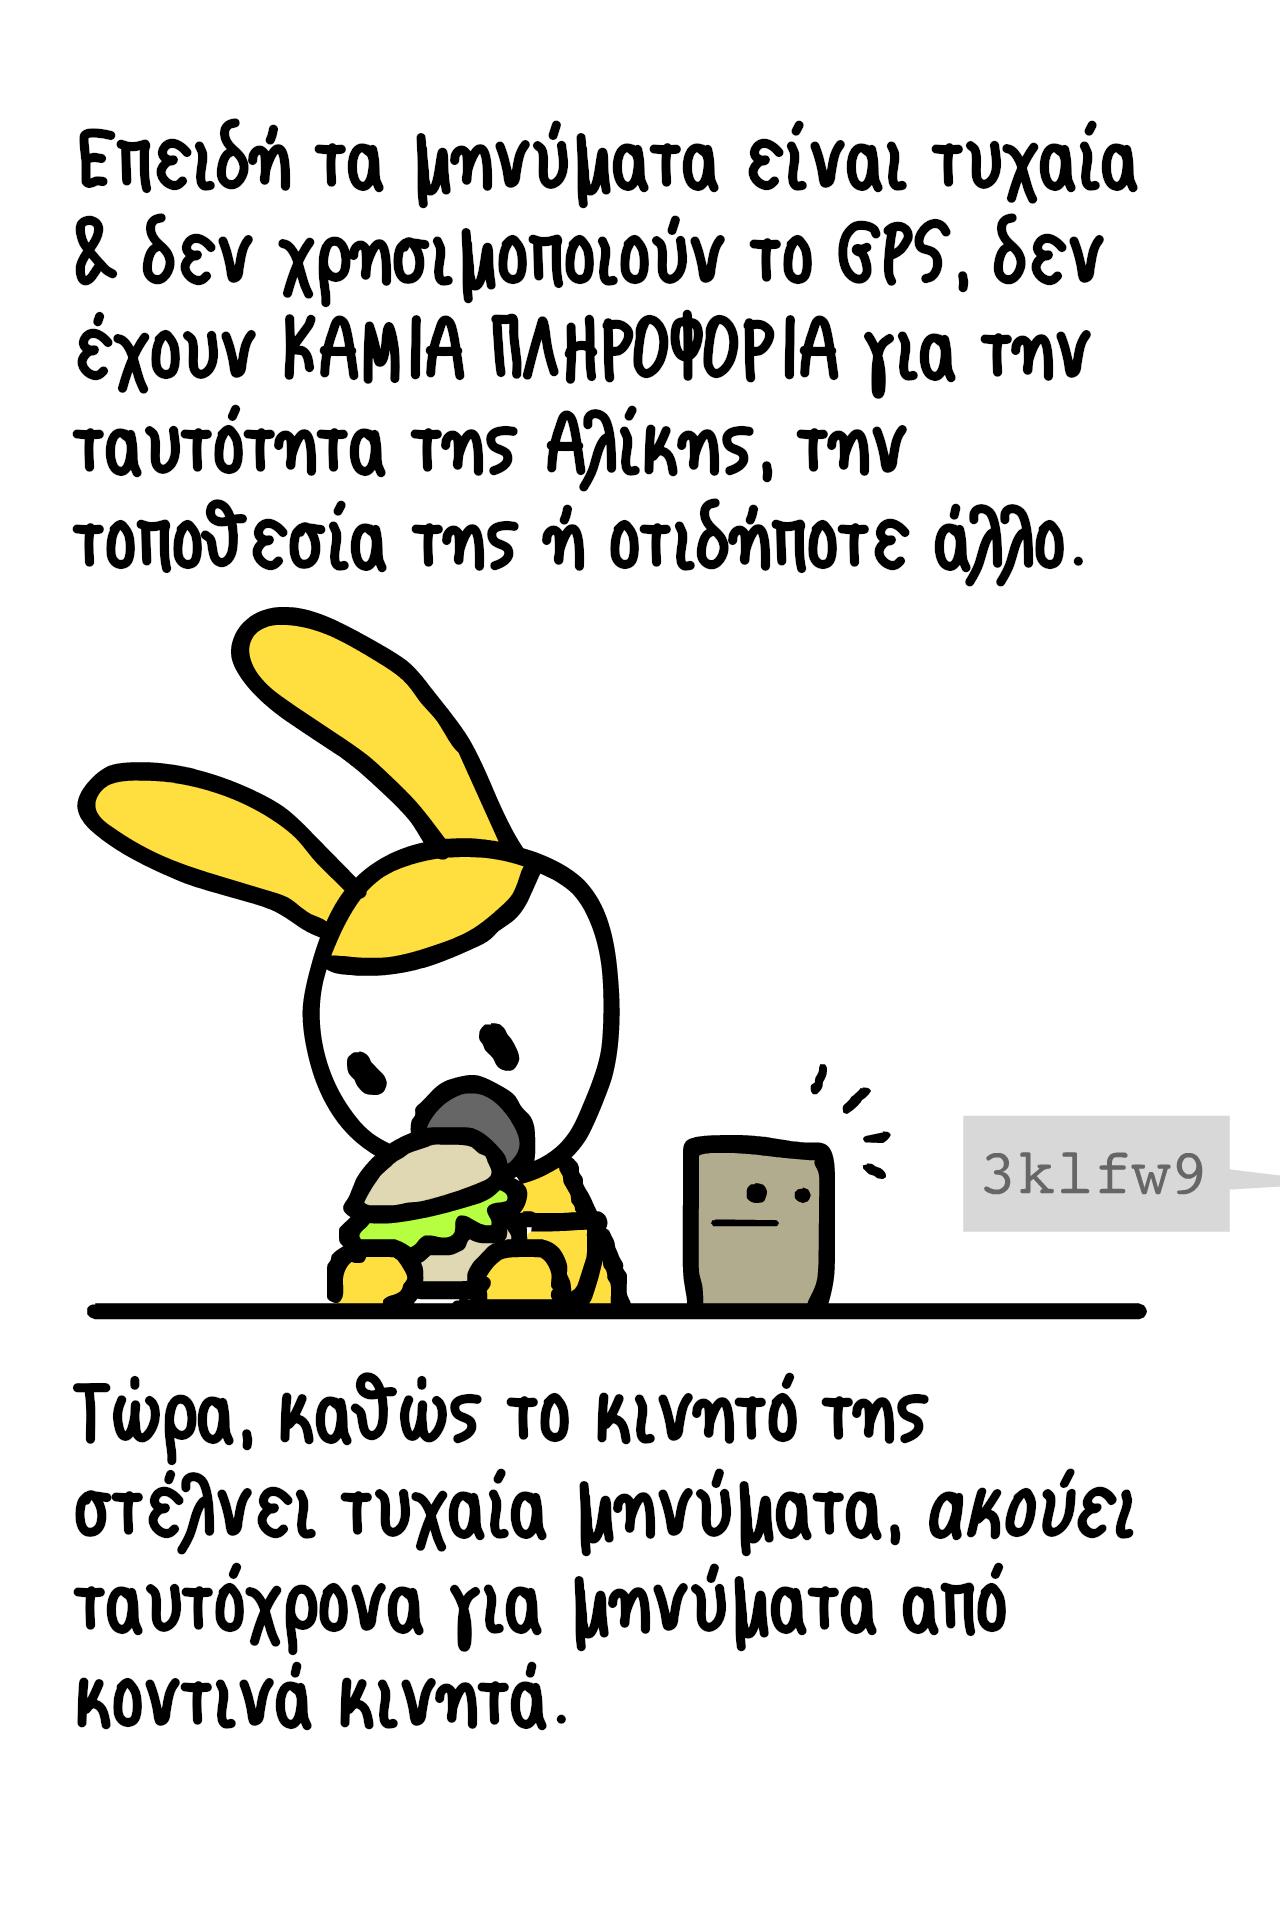 Επειδή τα μηνύματα είναι τυχαία
& δεν χρησιμοποιούν το GPS, δεν
έχουν ΚΑΜΙΑ ΠΛΗΡΟΦΟΡΙΑ για την
ταυτότητα της Αλίκης, την
τοποθεσία της ή οτιδήποτε άλλο.
3klfw9
Τώρα, καθώς το κινητό της
στέλνει τυχαία μηνύματα, ακούει
ταυτόχρονα για μηνύματα από
κοντινά κινητά.